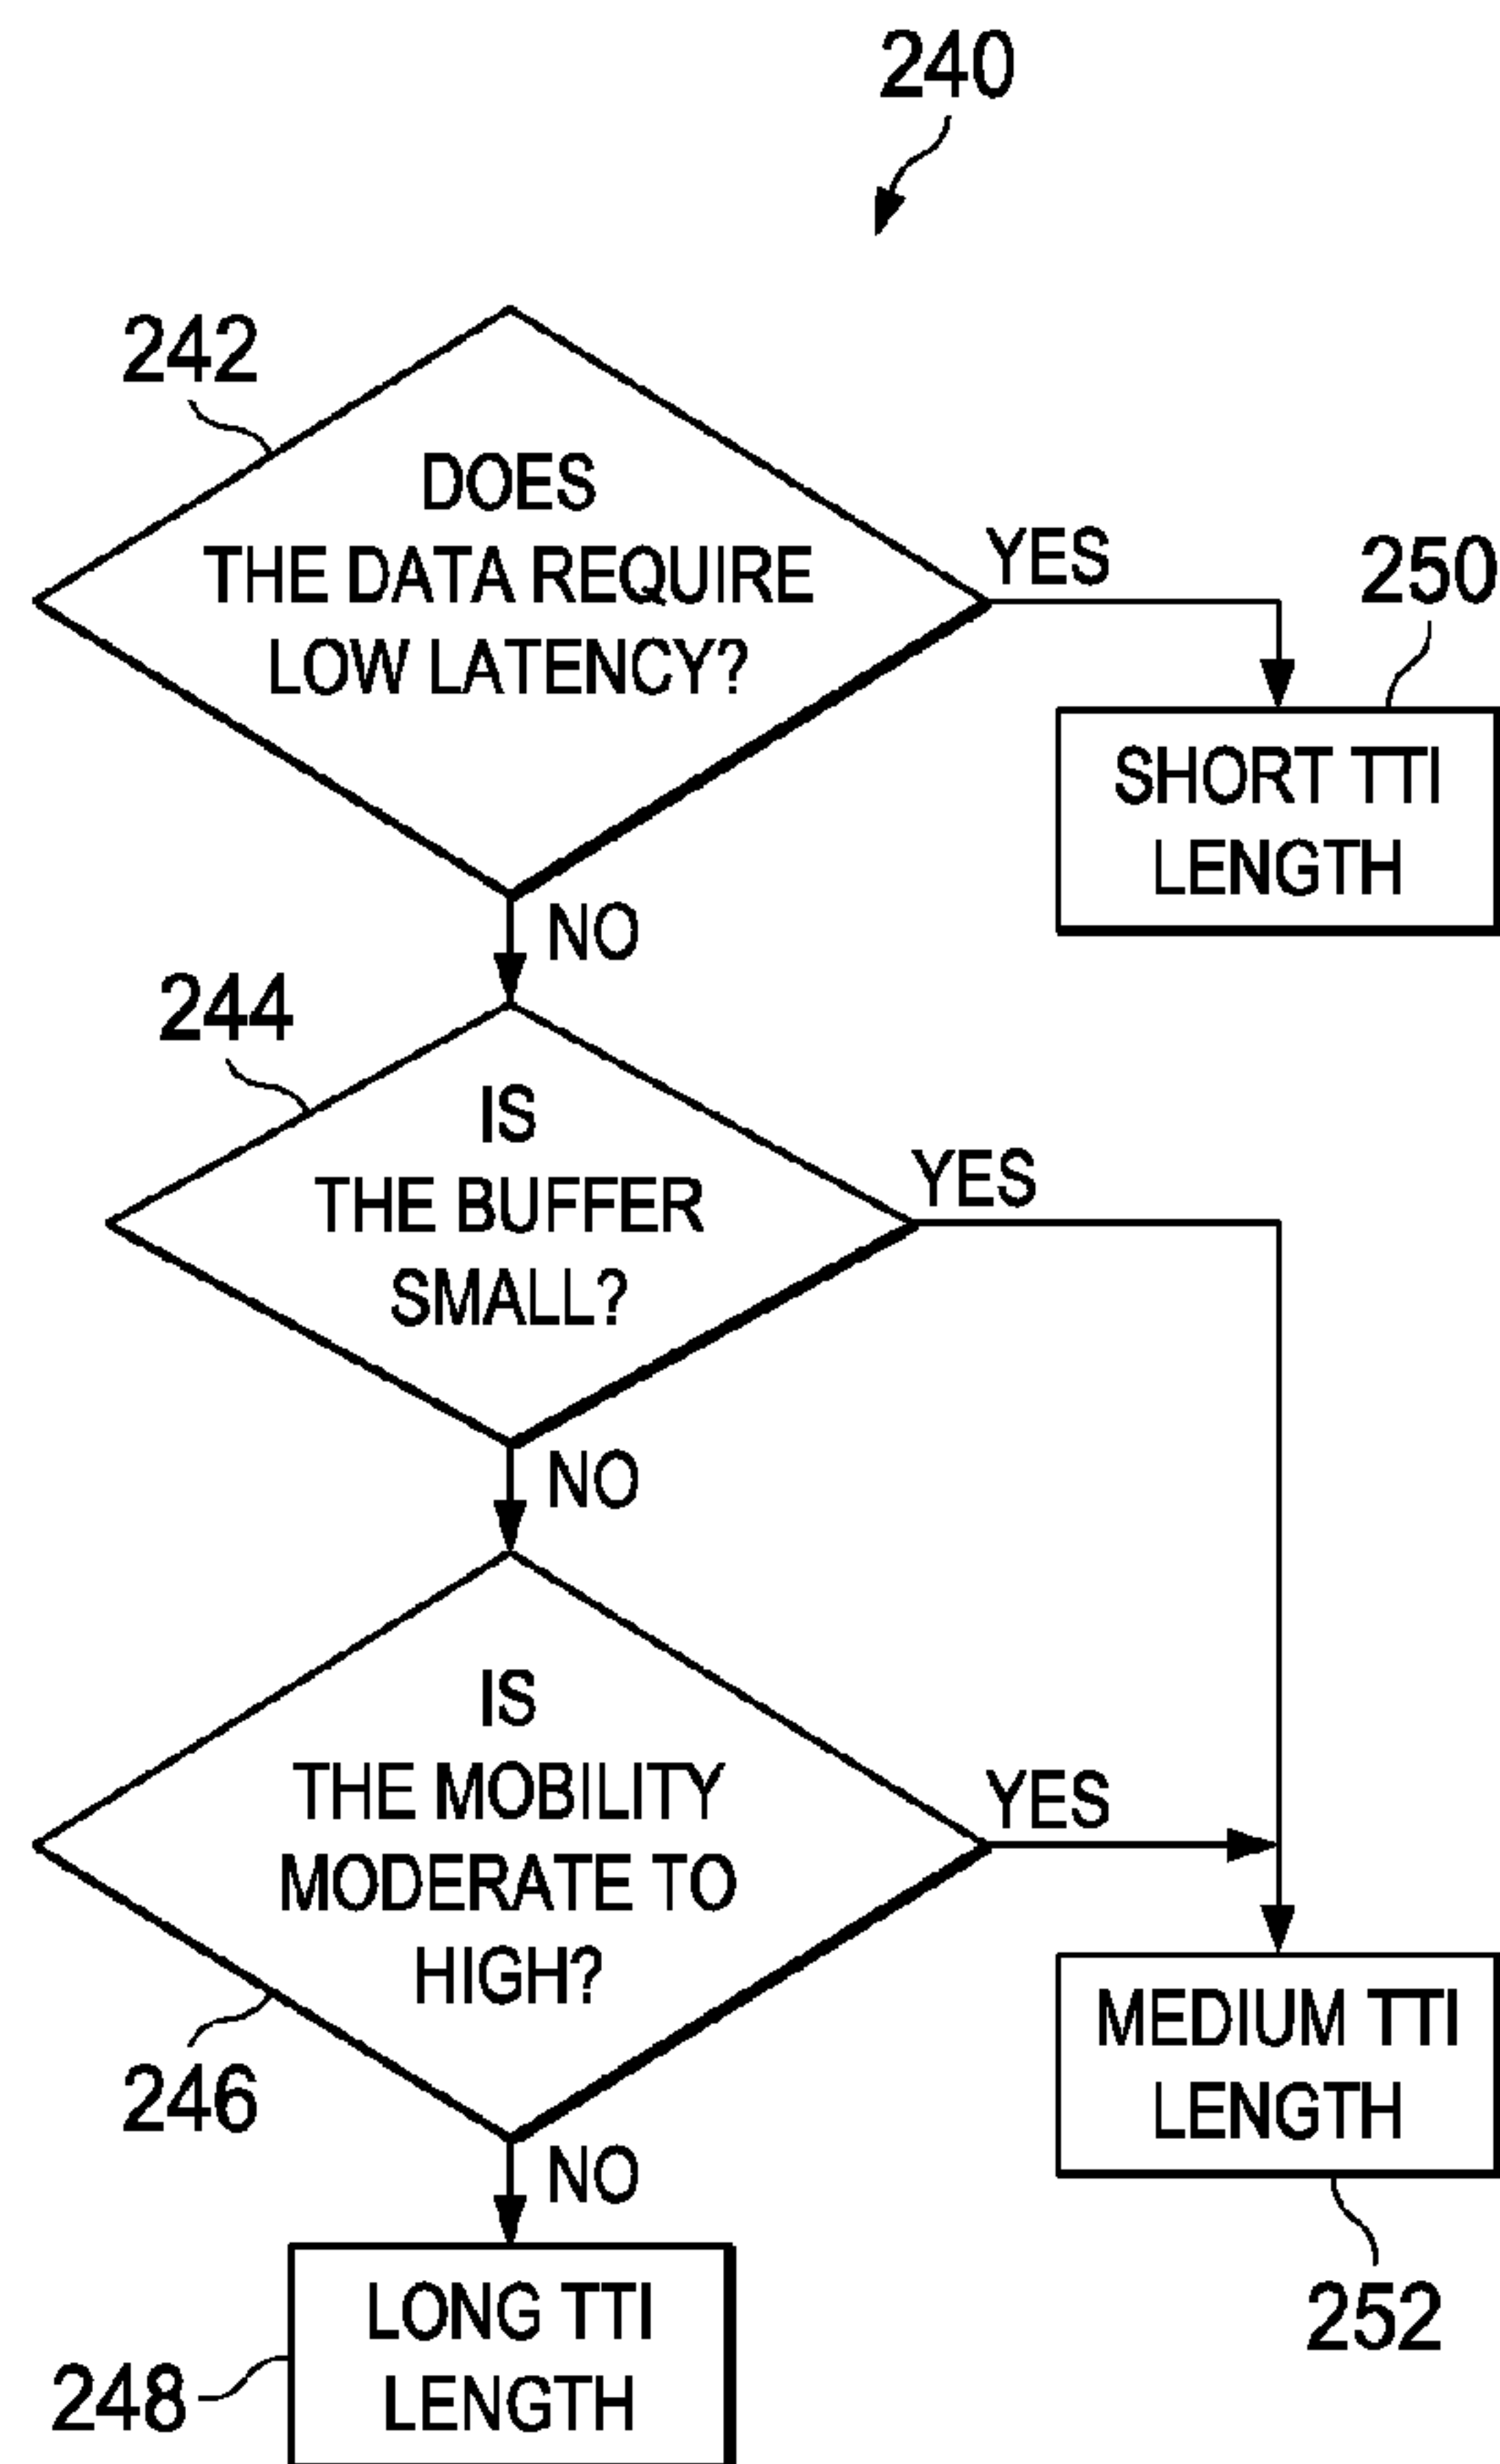 240
242
DOES
THE DATA REQUIRE
LOW LATENCY?
YES
250
SHORT TTI
LENGTH
NO
244
IS
THE BUFFER
SMALL?
YES
NO
IS
THE MOBILITY
MODERATE TO
HIGH?
YES
246
MEDIUM TTI
LENGTH
252
NO
LONG TTI
LENGTH
248